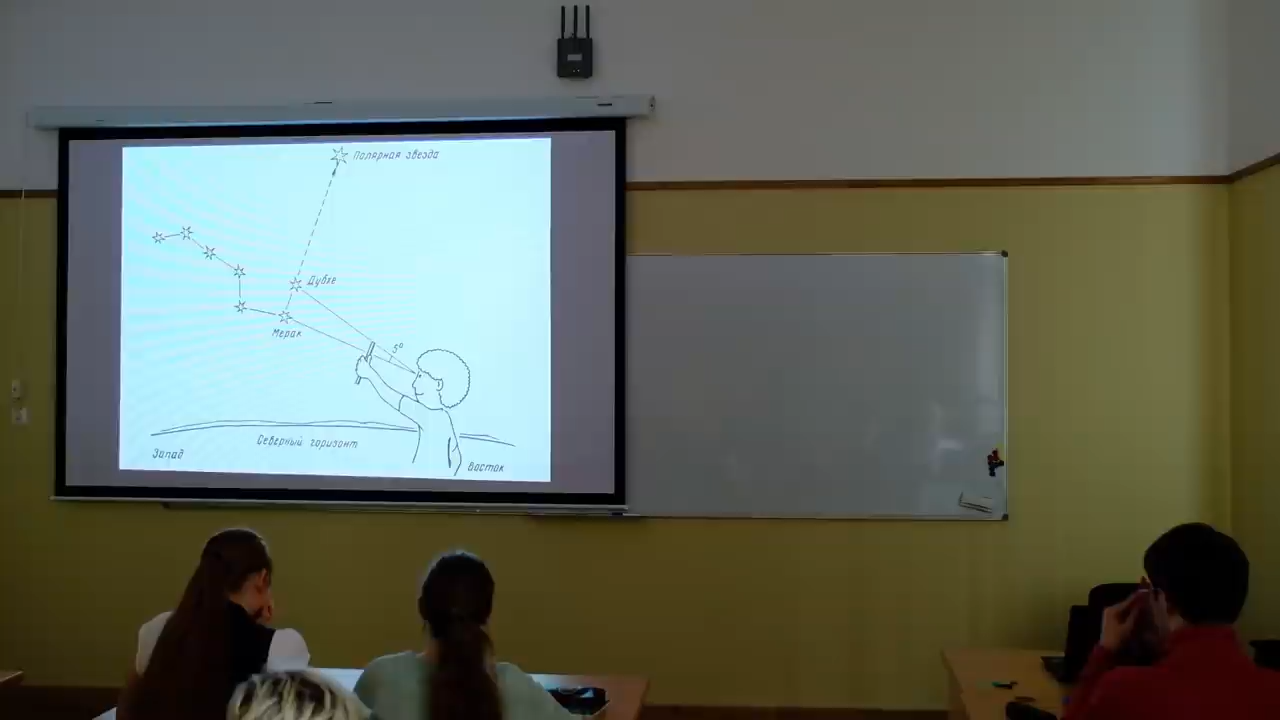 Полярная звезда
Дубхе
Мерак
5°
Северный горизонт
Запад
Восток